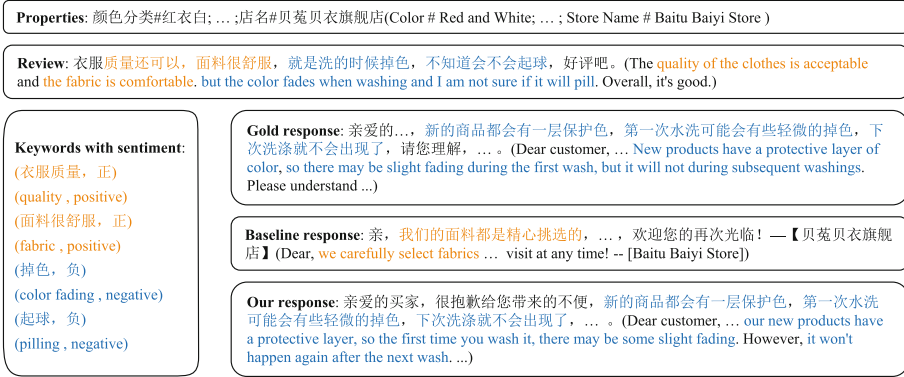 Properties: 颜色分类#红衣白; … ;店名#贝菟贝衣旗舰店(Color # Red and White; … ; Store Name # Baitu Baiyi Store )
Review: 衣服质量还可以，面料很舒服，就是洗的时候掉色，不知道会不会起球，好评吧。(The quality of the clothes is acceptable
and the fabric is comfortable. but the color fades when washing and I am not sure if it will pill. Overall, it's good.)
Keywords with sentiment:
(衣服质量，正)
(quality , positive)
(面料很舒服，正)
(fabric , positive)
(掉色，负)
(color fading , negative)
(起球，负)
(pilling , negative)
Gold response: 亲爱的…, 新的商品都会有一层保护色，第一次水洗可能会有些轻微的掉色，下
次洗涤就不会出现了，请您理解，… 。(Dear customer, … New products have a protective layer of
color, so there may be slight fading during the first wash, but it will not during subsequent washings.
Please understand ...)
Baseline response: 亲，我们的面料都是精心挑选的，… ，欢迎您的再次光临！—【贝菟贝衣旗舰
店】(Dear, we carefully select fabrics … visit at any time! -- [Baitu Baiyi Store])
Our response: 亲爱的买家，很抱歉给您带来的不便，新的商品都会有一层保护色，第一次水洗
可能会有些轻微的掉色，下次洗涤就不会出现了，… 。(Dear customer, … our new products have
a protective layer, so the first time you wash it, there may be some slight fading. However, it won't
happen again after the next wash. ...)